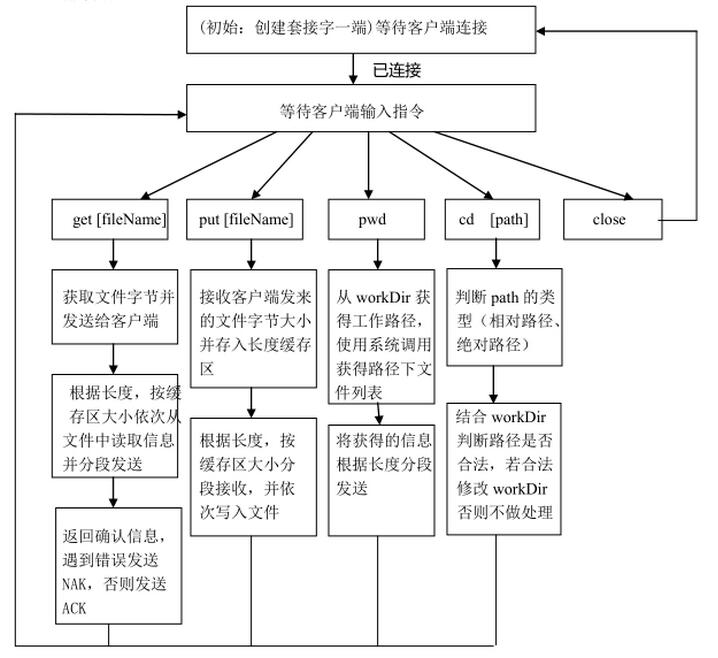 (初始：创建套接字一端)等待客户端连接
已连接
等待客户端输入指令
get [fileName]
put [fileName]
pwd
cd [path]
close
获取文件字节并
发送给客户端
根据长度，按缓
存区大小依次从
文件中读取信息
并分段发送
返回确认信息，
遇到错误发送
NAK，否则发送
ACK
接收客户端发来
的文件字节大小
并存入长度缓存
区
根据长度，按
缓存区大小分
段接收，并依
次写入文件
从 workDir 获
得工作路径，
使用系统调用
获得路径下文
件列表
将获得的信息
根据长度分段
发送
判断 path 的类
型（相对路径、
绝对路径）
结合 workDir
判断路径是否
合法，若合法
修改 workDir
否则不做处理